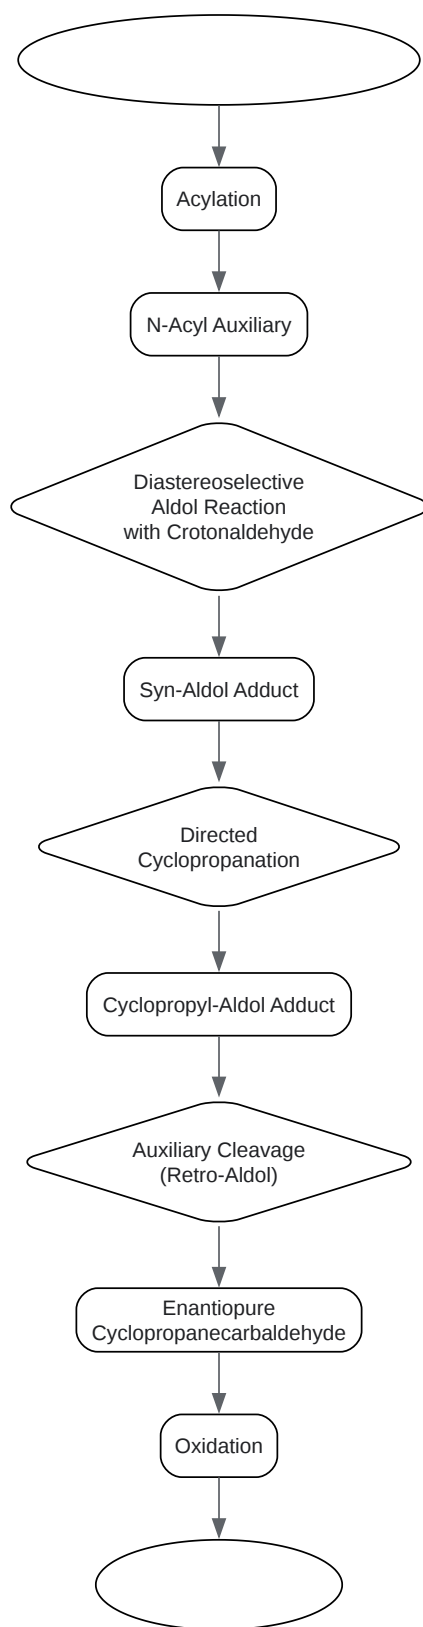 Acylation
N-Acyl Auxiliary
Diastereoselective
Aldol Reaction
with Crotonaldehyde
Syn-Aldol Adduct
Directed
Cyclopropanation
Cyclopropyl-Aldol Adduct
Auxiliary Cleavage
(Retro-Aldol)
Enantiopure
Cyclopropanecarbaldehyde
Oxidation